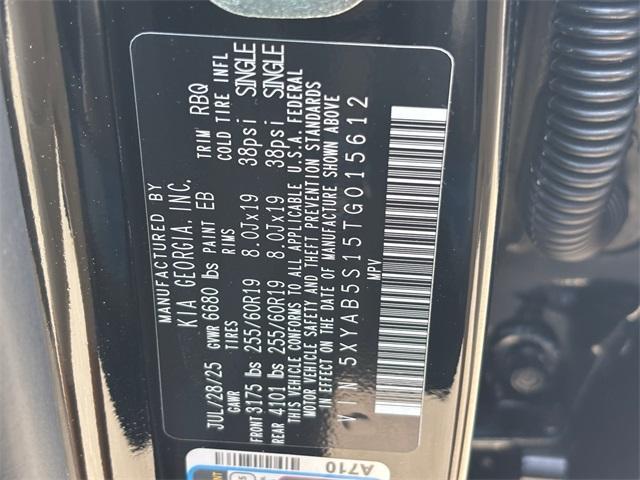 MANUFACTURED BY
KIA GEORGIA, INC.
JUL/28/25 GVWR 6680 lbs PAINT EB TRIM RBQ
GAWR TIRES RIMS COLD TIRE INFL
FRONT 3175 lbs 255/60R19 8.0Jx19 38psi SINGLE
REAR 4101 lbs 255/60R19 8.0Jx19 38psi SINGLE
THIS VEHICLE CONFORMS TO ALL APPLICABLE U.S.A. FEDERAL
MOTOR VEHICLE SAFETY AND THEFT PREVENTION STANDARDS
IN EFFECT ON THE DATE OF MANUFACTURE SHOWN ABOVE
VIN 5XYAB5S15TG015612
MPV
A710